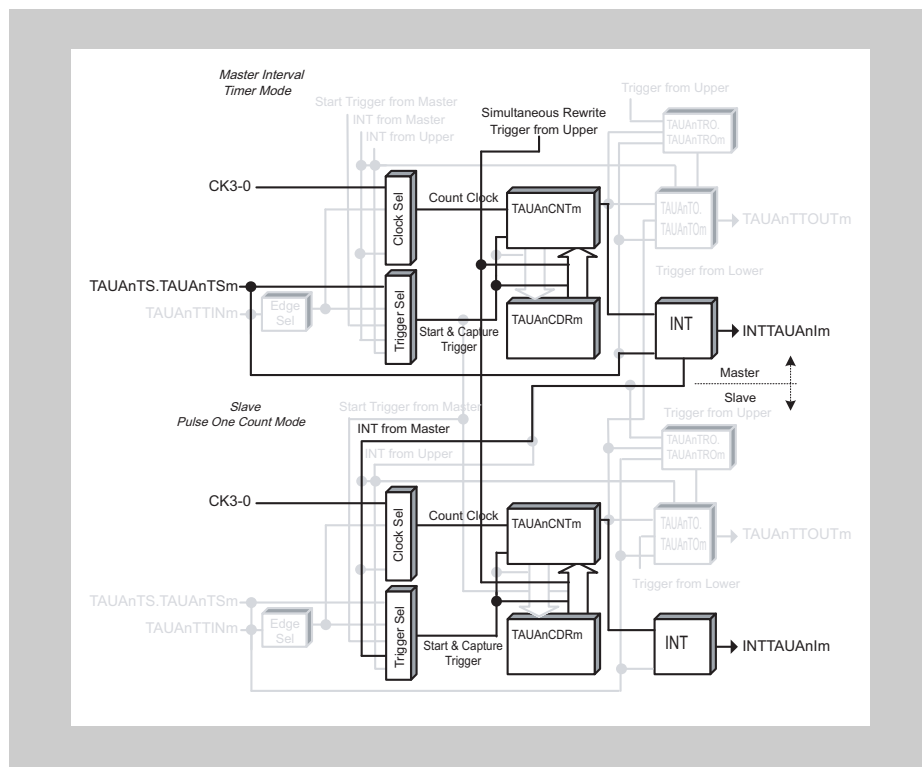 Master Interval
Timer Mode
Start Trigger from Master
INT from Master
INT from Upper
Simultaneous Rewrite
Trigger from Upper
Trigger from Upper
TAUAnTRO.
TAUAnTROm
CK3-0
Clock Sel
Count Clock
TAUAnCNTm
TAUAnTO.
TAUAnTOm
TAUAnTTOUTm
Trigger from Lower
TAUAnTS.TAUAnTSm
TAUAnTTINm
Edge
Sel
Trigger Sel
Start & Capture
Trigger
TAUAnCDRm
INT
INTTAUAnIm
Master
Slave
Slave
Pulse One Count Mode
Start Trigger from Master
INT from Master
INT from Upper
Trigger from Upper
TAUAnTRO.
TAUAnTROm
CK3-0
Clock Sel
Count Clock
TAUAnCNTm
TAUAnTO.
TAUAnTOm
TAUAnTTOUTm
Trigger from Lower
TAUAnTS.TAUAnTSm
TAUAnTTINm
Edge
Sel
Trigger Sel
Start & Capture
Trigger
TAUAnCDRm
INT
INTTAUAnIm